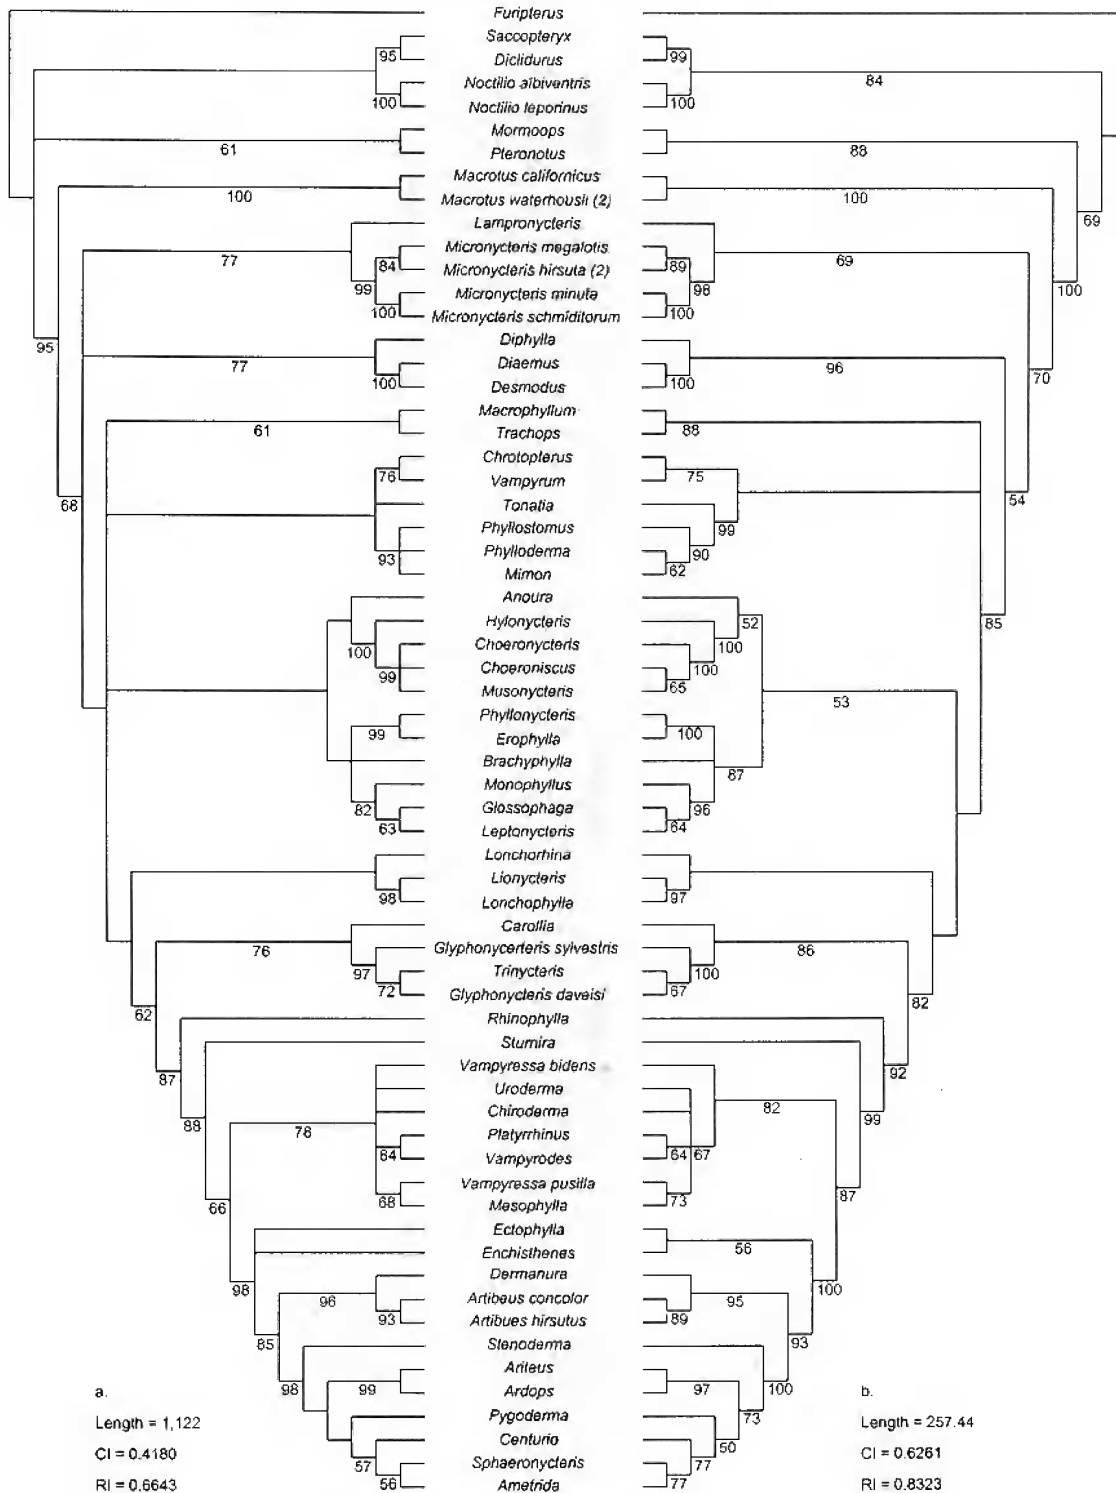 Furipterus
Saccopteryx
95 Diclidurus 99
Noctilio albiventris 84
100 Noctilio leporinus 100
Mormoops
61 Pteronotus 88
Macrotus californicus
100 Macrotus waterhousii (2) 100
Lampronycteris 69
Micronycteris megalotis
77 84 Micronycteris hirsuta (2) 89 69
99 Micronycteris minuta 98 100
100 Micronycteris schmiditorum 100
Diphylla
95 77 Diaemus 96
100 Desmodus 100 70
Macrophyllum
61 Trachops 88
Chrotopterus
76 Vampyrum 75
68 Tonatia 54
Phyllostomus 99
93 Phylloderma 90
Mimon 62
Anoura
Hylonycteris 52 85
100 Choeronycteris 100
99 Choeroniscus 100
Musonycteris 65 53
Phyllonycteris
99 Erophylla 100
Brachyphylla 87
Monophyllus
82 Glossophaga 96
63 Leptonycteris 64
Lonchorhina
Lionycteris
98 Lonchophylla 97
Carollia
76 Glyphonycerteris sylvestris 86
97 Trinycteris 100
72 Glyphonycteris daveisi 67
62 Rhinophylla 82
Sturnira
87 Vampyressa bidens 92
Uroderma
88 Chiroderma 82 99
78 Platyrrhinus
64 Vampyrodes 64 67
Vampyressa pusilla 87
66 68 Mesophylla 73
Ectophylla
Enchisthenes 56
98 Dermanura 100
96 Artibeus concolor 95
93 Artibues hirsutus 89
85 Stenoderma 93
98 Ariteus 100
99 Ardops 97
Pygoderma 73
Centurio 50
57 Sphaeronycteris 77
56 Ametrida 77
a.
Length = 1,122
CI = 0.4180
RI = 0.6643
b.
Length = 257.44
CI = 0.6261
RI = 0.8323